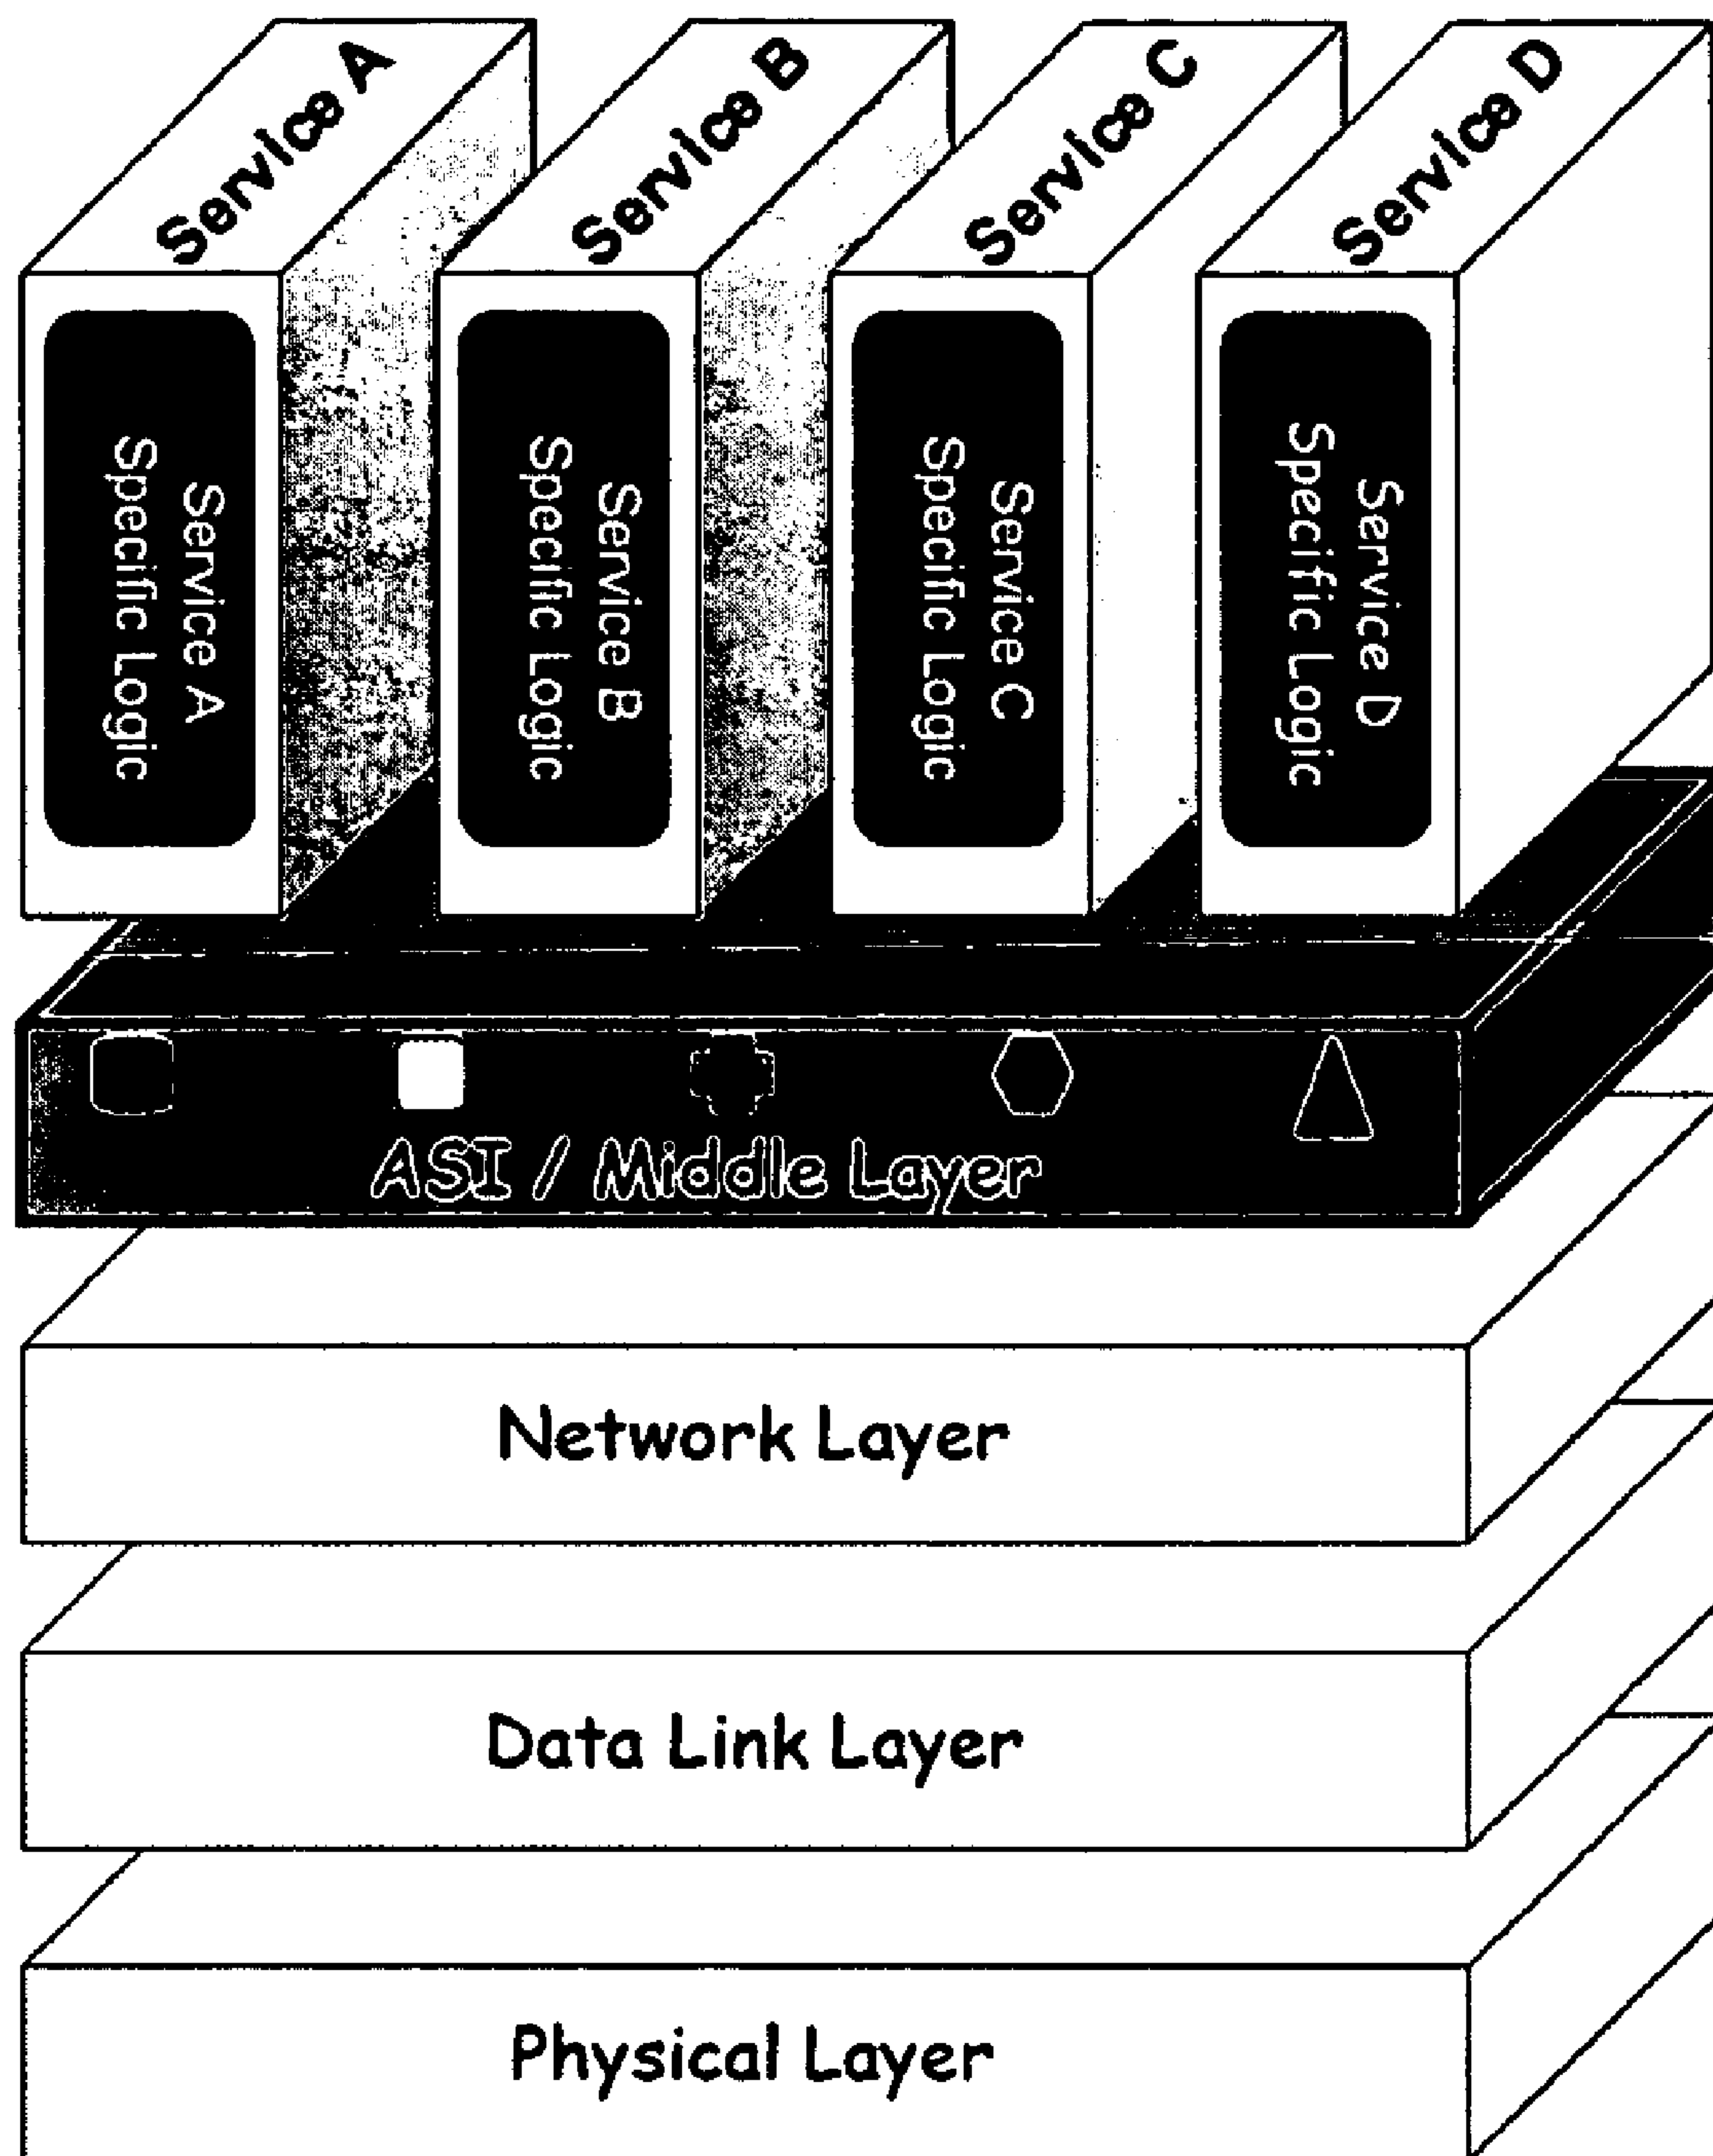 Service A
Service B
Service C
Service D
Service A
Specific Logic
Service B
Specific Logic
Service C
Specific Logic
Service D
Specific Logic
ASI / Middle Layer
Network Layer
Data Link Layer
Physical Layer